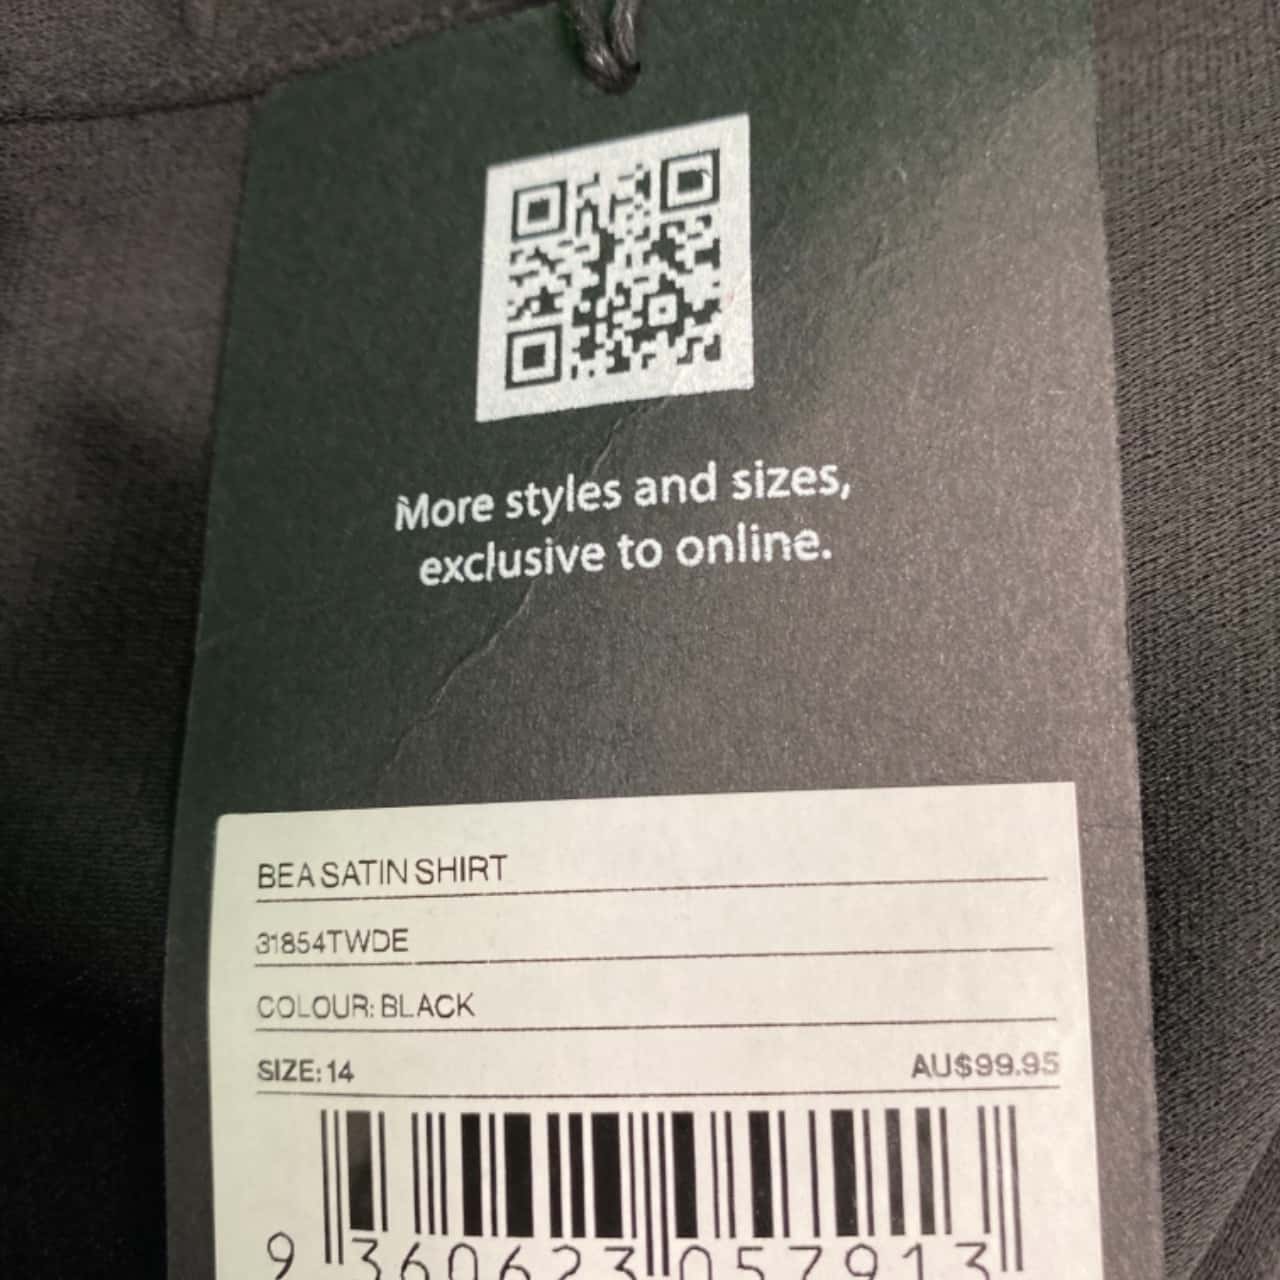 More styles and sizes,
exclusive to online.
BEA SATIN SHIRT
31854TWDE
COLOUR: BLACK
SIZE: 14 AU$99.95
9 360623 057913